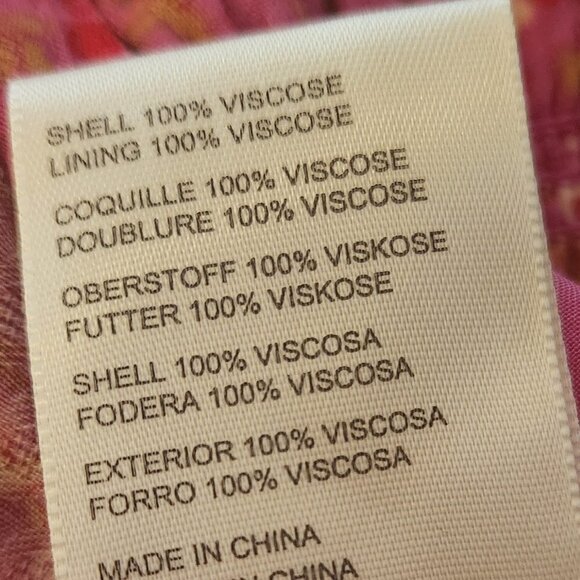 SHELL 100% VISCOSE
LINING 100% VISCOSE
COQUILLE 100% VISCOSE
DOUBLURE 100% VISCOSE
OBERSTOFF 100% VISKOSE
FUTTER 100% VISKOSE
SHELL 100% VISCOSA
FODERA 100% VISCOSA
EXTERIOR 100% VISCOSA
FORRO 100% VISCOSA
MADE IN CHINA
CHINA